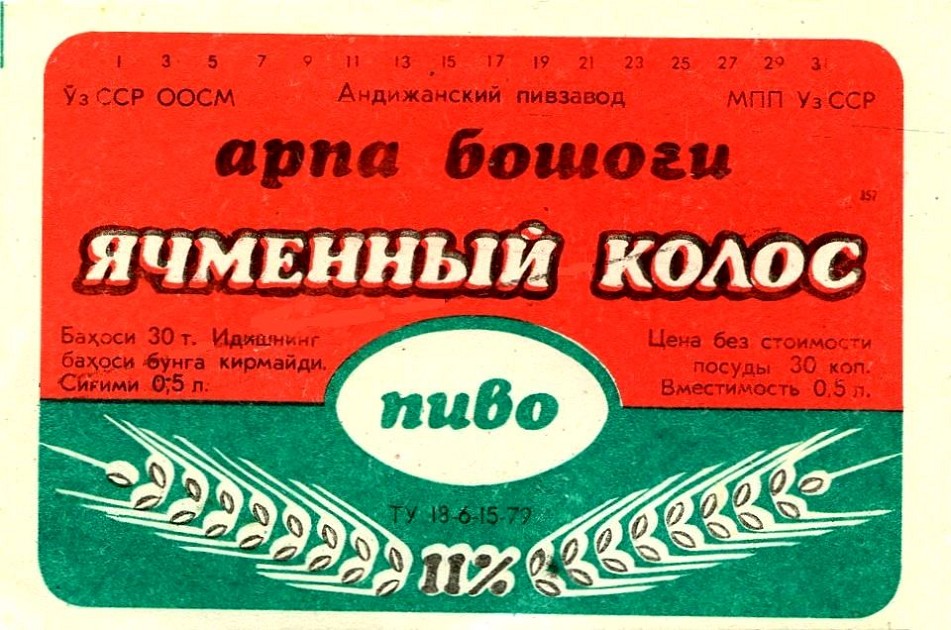 1 3 5 7 9 11 13 15 17 19 21 23 25 27 29 31
Ўз ССР ООСМ Андижанский пивзавод МПП Уз ССР
арпа бошоги
857
ЯЧМЕННЫЙ КОЛОС
Баҳоси 30 т. Идишнинг
баҳоси бунга кирмайди.
Сиғими 0,5 л.
Цена без стоимости
посуды 30 коп.
Вместимость 0,5 л.
пиво
ТУ 18-6-15-79
11%